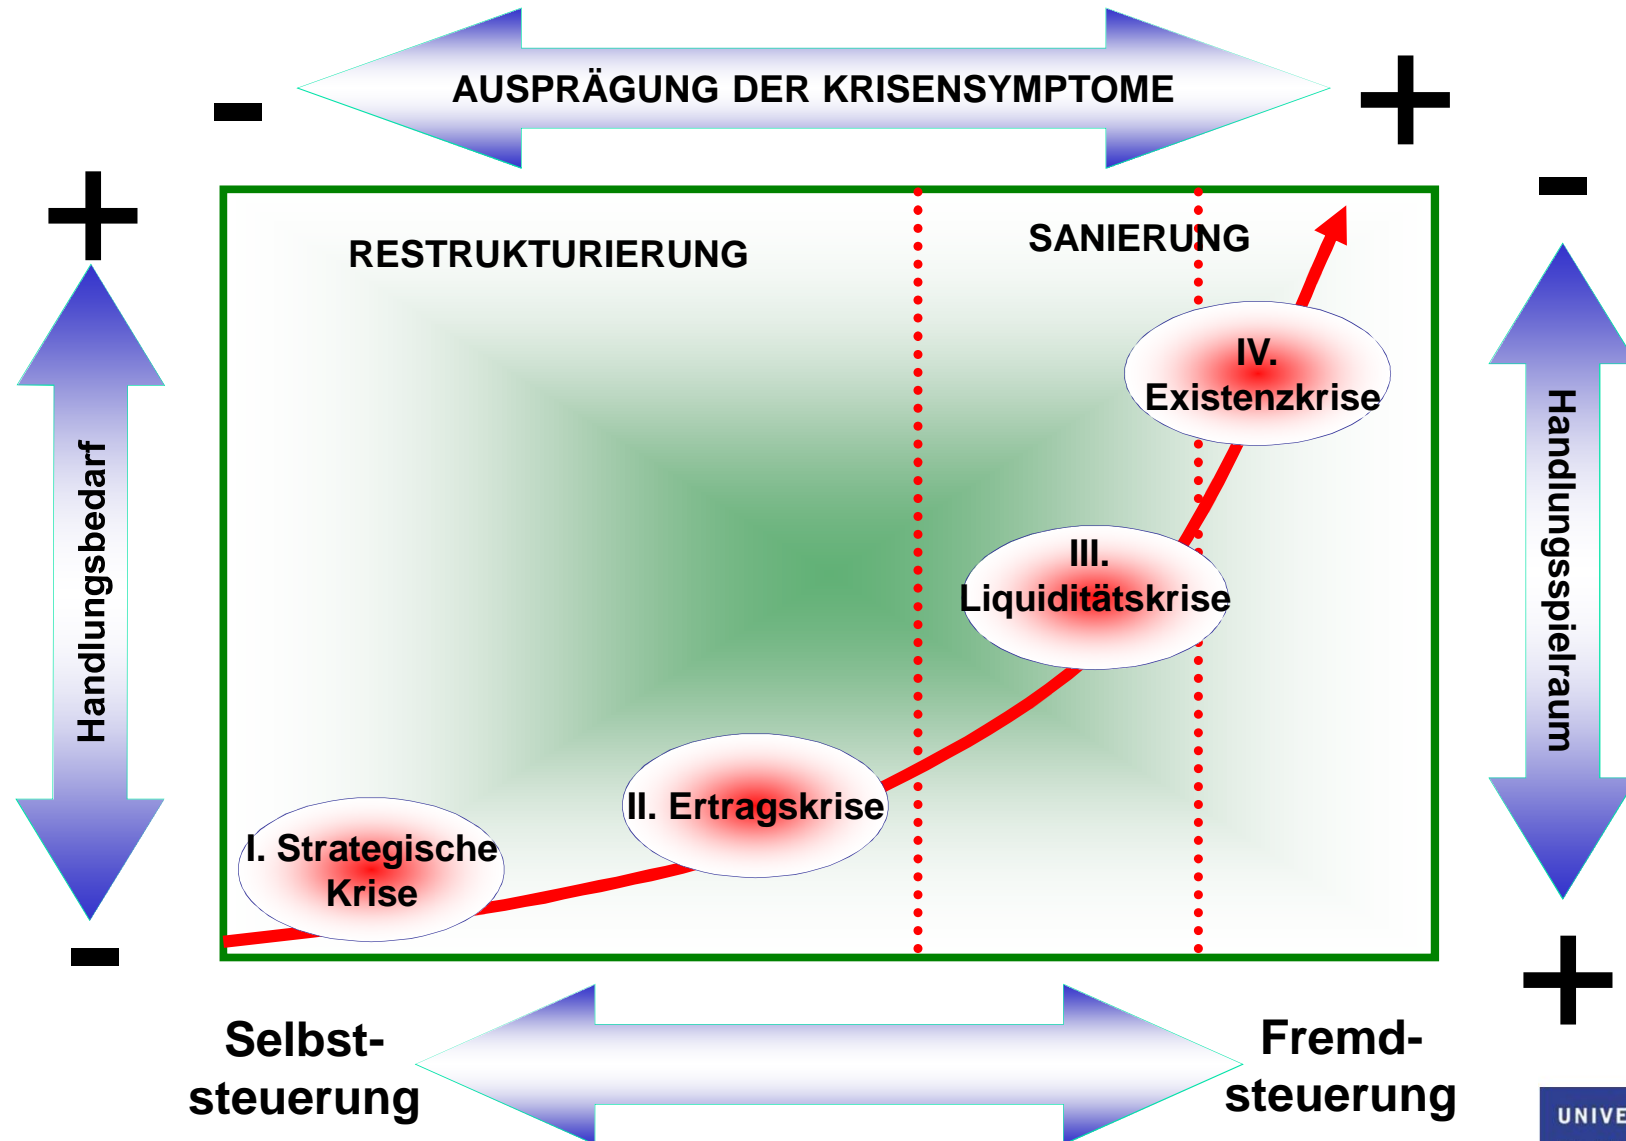 AUSPRÄGUNG DER KRISENSYMPTOME
-
+
+
-
RESTRUKTURIERUNG
SANIERUNG
IV.
Existenzkrise
Handlungsbedarf
Handlungsspielraum
III.
Liquiditätskrise
II. Ertragskrise
I. Strategische
Krise
-
+
Selbst-
steuerung
Fremd-
steuerung